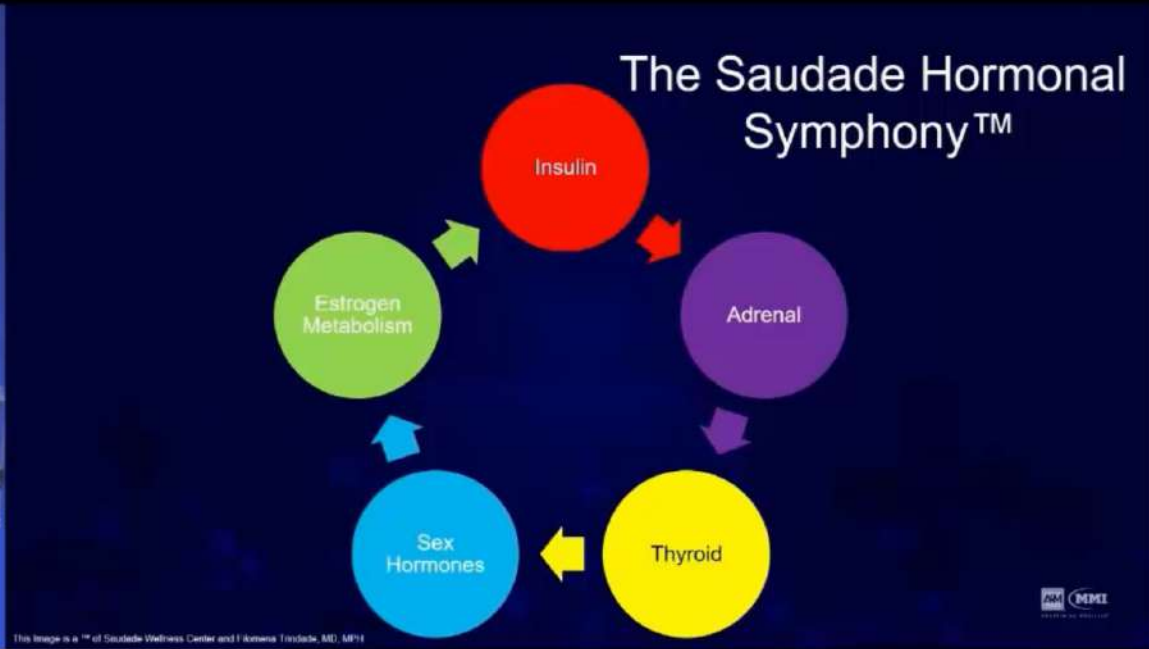 The Saudade Hormonal
Symphony™
Insulin
Adrenal
Thyroid
Sex
Hormones
Estrogen
Metabolism
MMI
This Image is a ™ of Saudade Wellness Center and Filomena Trindade, MD, MPH